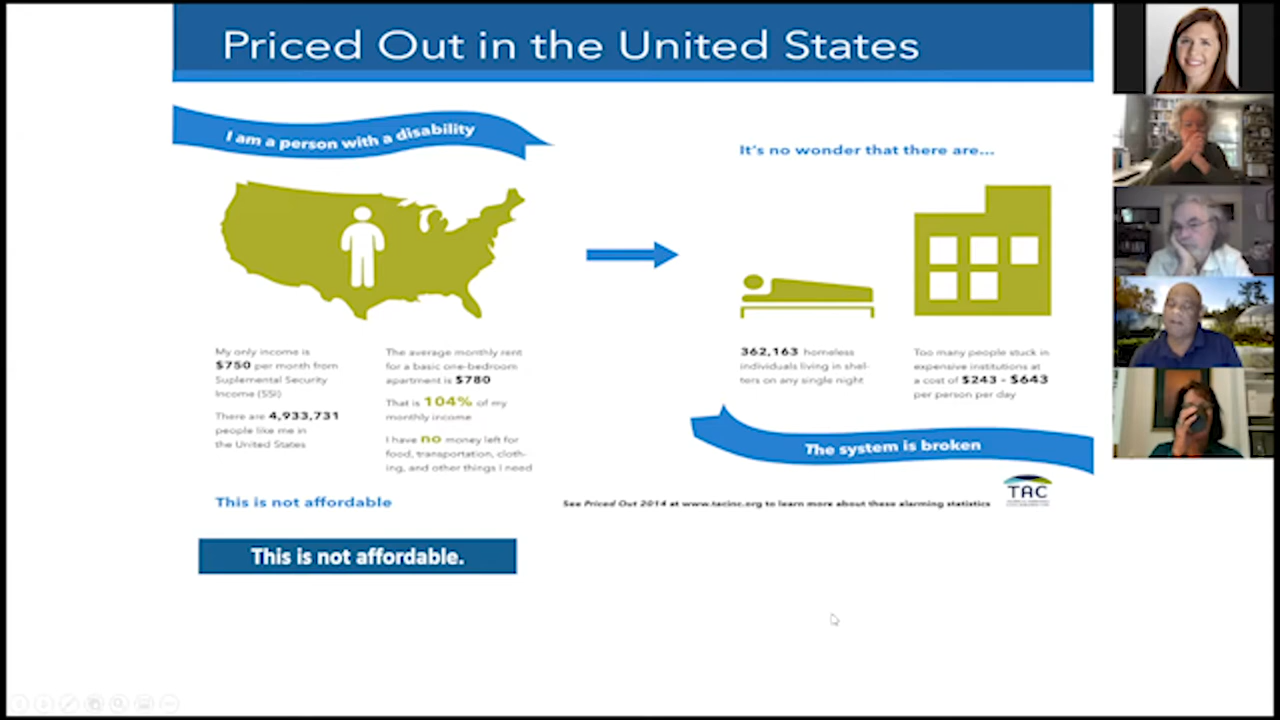 Priced Out in the United States
I am a person with a disability
It's no wonder that there are...
My only income is
$750 per month from
Suplemental Security
Income (SSI)
There are 4,933,731
people like me in
the United States
The average monthly rent
for a basic one-bedroom
apartment is $780
That is 104% of my
monthly income
I have no money left for
food, transportation, cloth-
ing, and other things I need
This is not affordable
362,163 homeless
individuals living in shel-
ters on any single night
Too many people stuck in
expensive institutions at
a cost of $243 - $643
per person per day
The system is broken
See Priced Out 2014 at www.tacinc.org to learn more about these alarming statistics
TAC
This is not affordable.